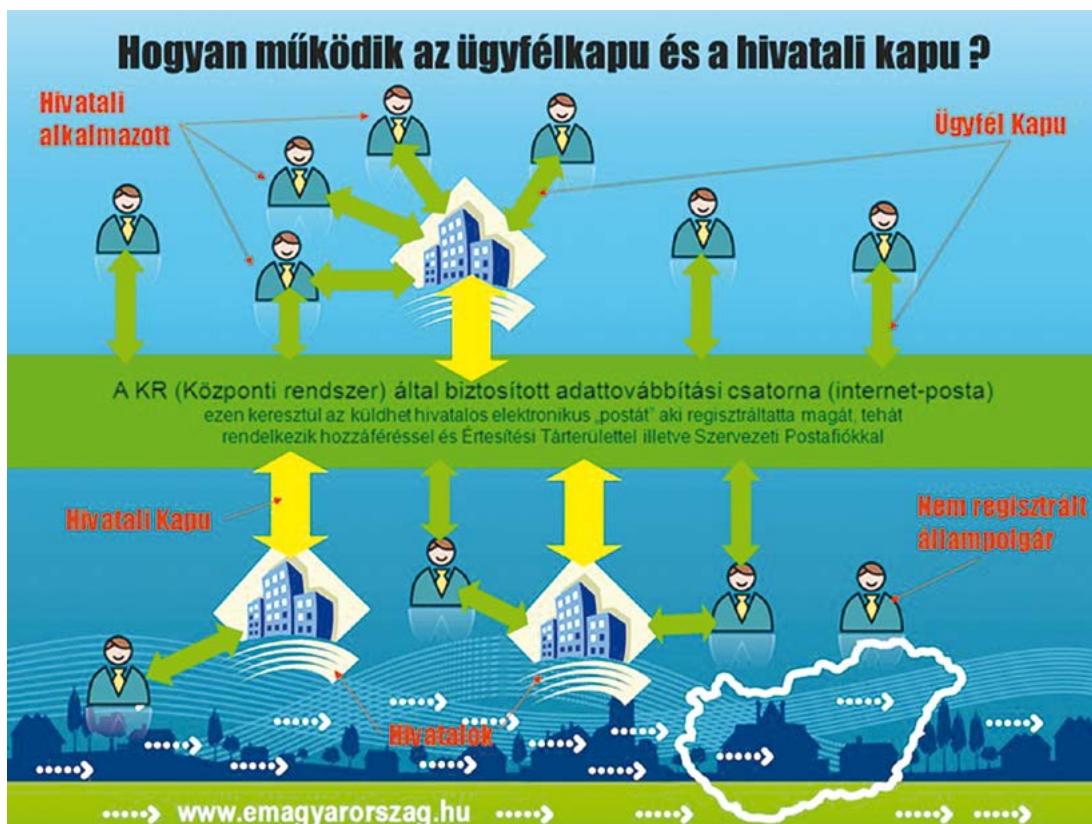 Hogyan működik az ügyfélkapu és a hivatali kapu ?
Hivatali
alkalmazott
Ügyfél Kapu
A KR (Központi rendszer) által biztosított adattovábbítási csatorna (internet-posta)
ezen keresztül az küldhet hivatalos elektronikus „postát” aki regisztráltatta magát, tehát
rendelkezik hozzáféréssel és Értesítési Tárterülettel illetve Szervezeti Postafiókkal
Hivatali Kapu
Nem regisztrált
állampolgár
Hivatalok
www.emagyarorszag.hu